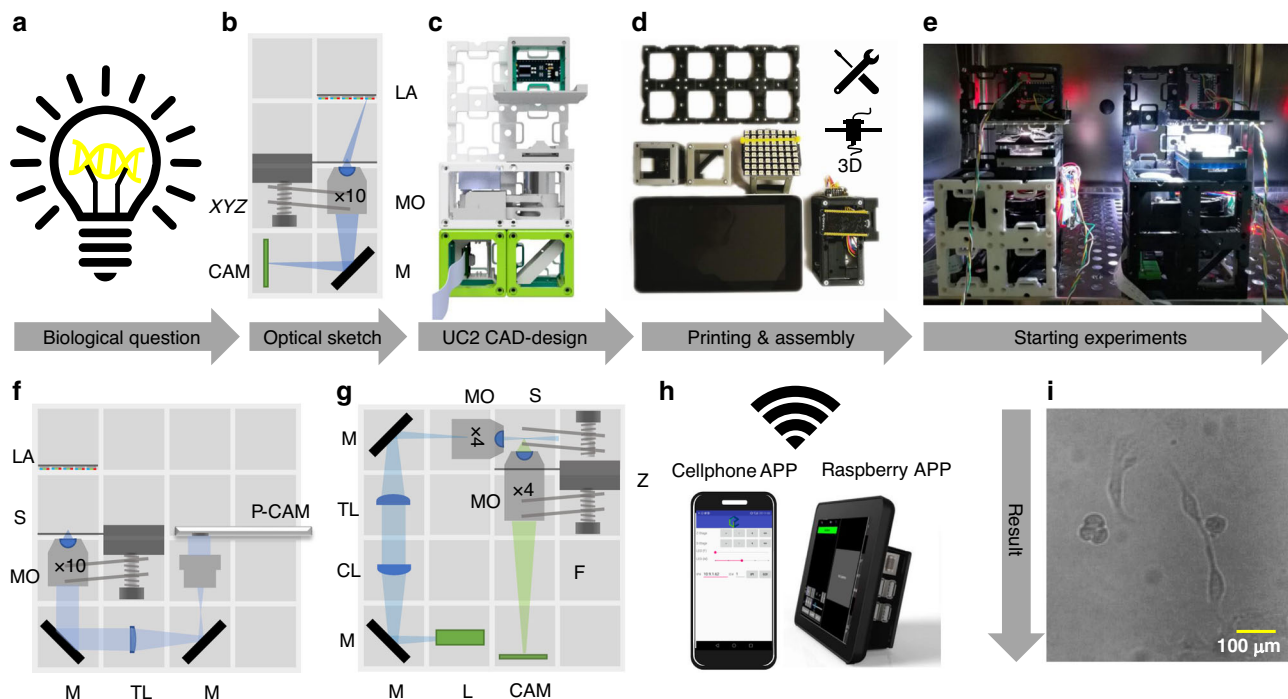 a
b
c
d
e
LA
×10
XYZ
MO
CAM
M
3D
Biological question
Optical sketch
UC2 CAD-design
Printing & assembly
Starting experiments
f
g
h
i
MO
S
M
×4
LA
Z
Cellphone APP
Raspberry APP
MO
×4
TL
S
P-CAM
Result
MO
×10
CL
F
M
100 μm
M
TL
M
M
L
CAM